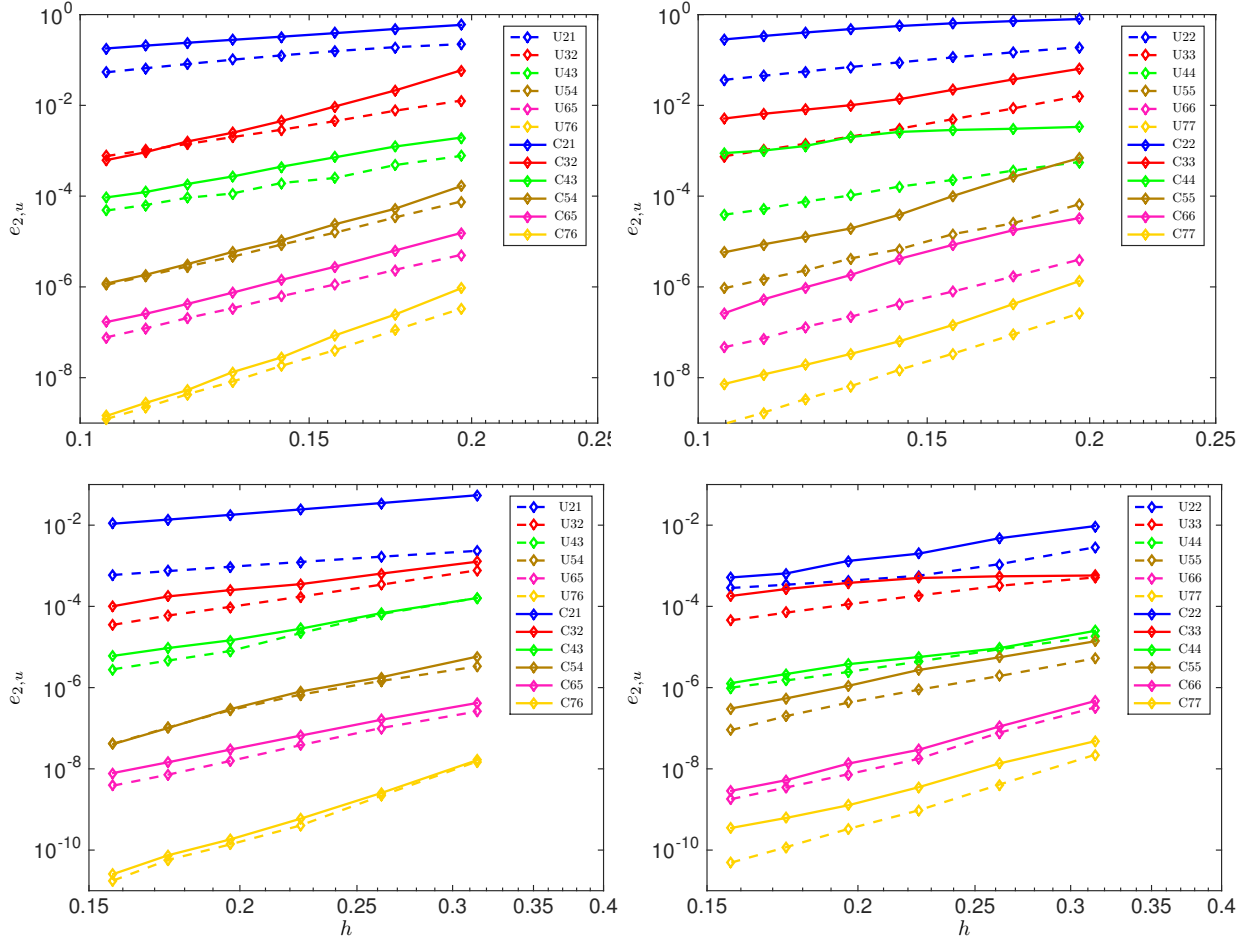 10^0
10^{-2}
10^{-4}
10^{-6}
10^{-8}
e_{2,u}
0.1
0.15
0.2
0.25
U21
U32
U43
U54
U65
U76
C21
C32
C43
C54
C65
C76
10^0
10^{-2}
10^{-4}
10^{-6}
10^{-8}
e_{2,u}
0.1
0.15
0.2
0.25
U22
U33
U44
U55
U66
U77
C22
C33
C44
C55
C66
C77
10^{-2}
10^{-4}
10^{-6}
10^{-8}
10^{-10}
e_{2,u}
0.15
0.2
0.25
0.3
0.35
0.4
h
U21
U32
U43
U54
U65
U76
C21
C32
C43
C54
C65
C76
10^{-2}
10^{-4}
10^{-6}
10^{-8}
10^{-10}
e_{2,u}
0.15
0.2
0.25
0.3
0.35
0.4
h
U22
U33
U44
U55
U66
U77
C22
C33
C44
C55
C66
C77